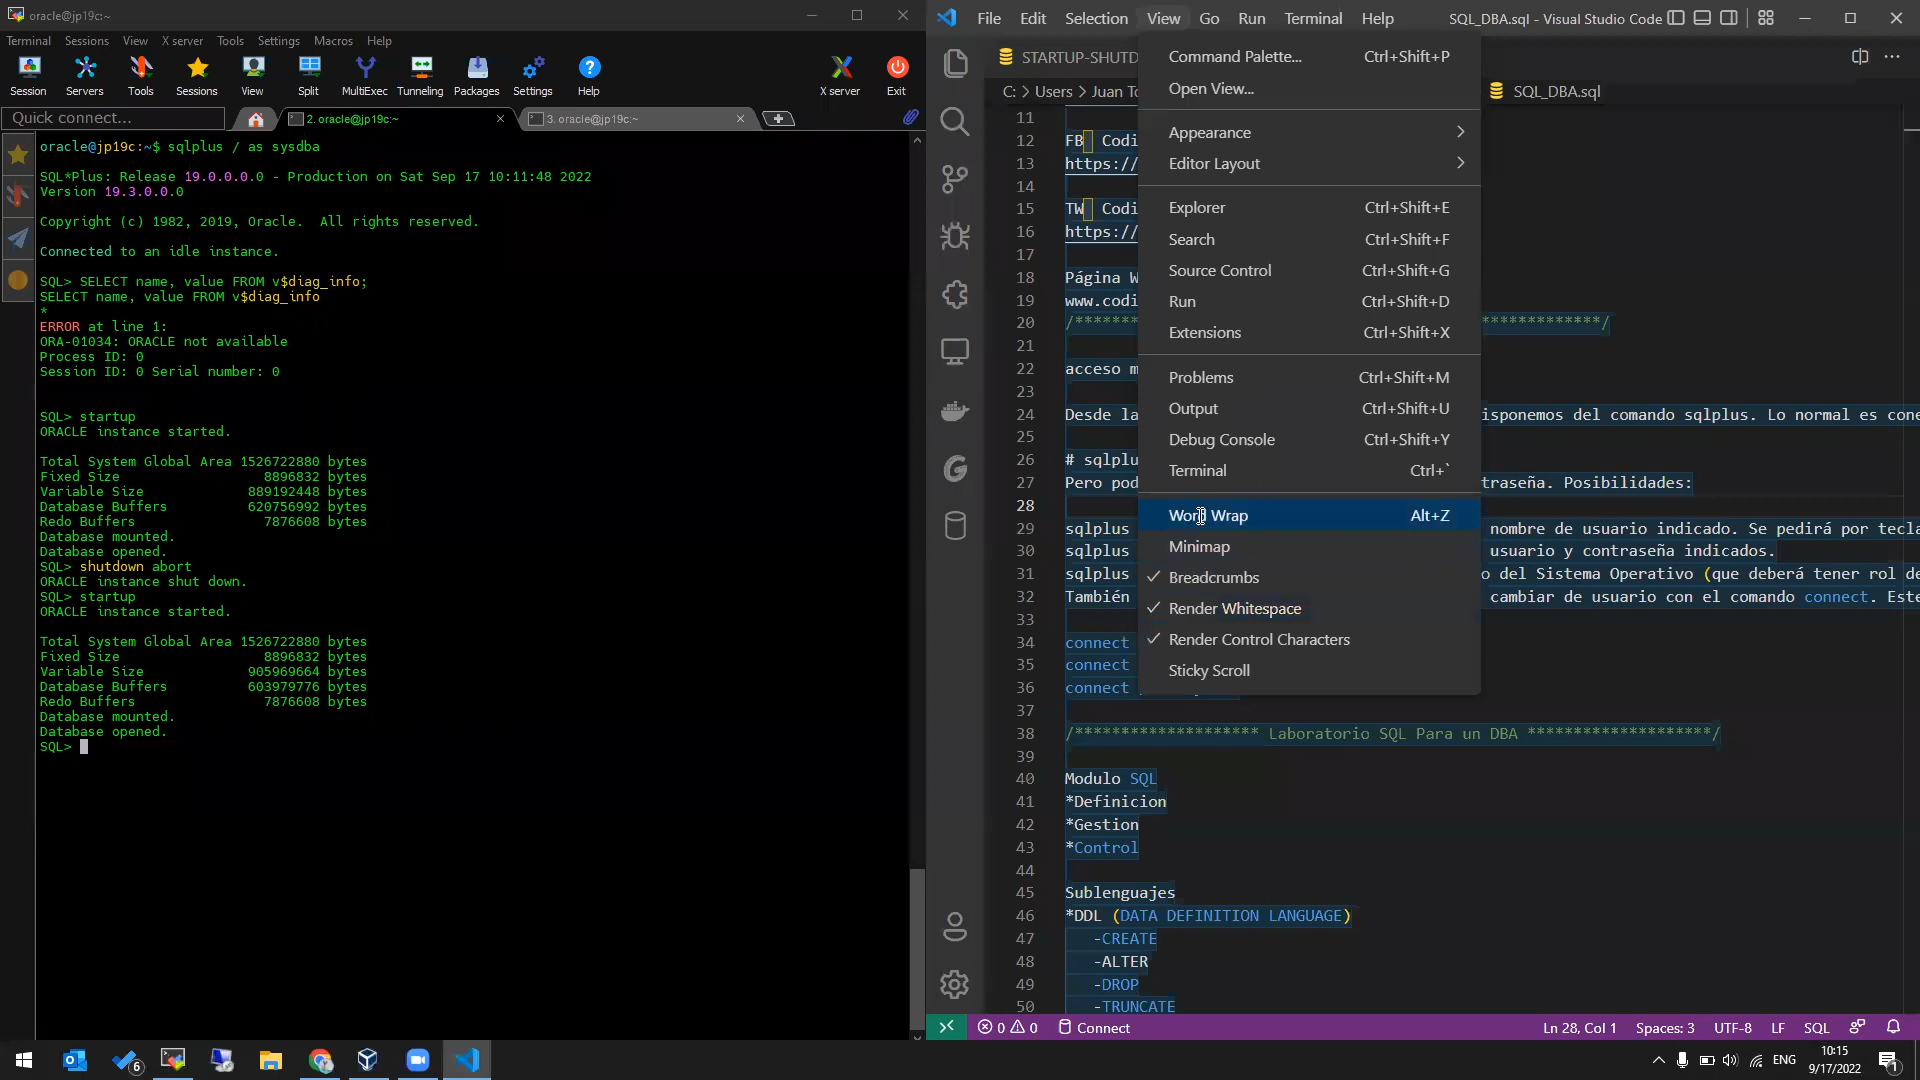 oracle@jp19c:~
Terminal Sessions View X server Tools Settings Macros Help
Session Servers Tools Sessions View Split MultiExec Tunneling Packages Settings Help X server Exit
Quick connect...
2. oracle@jp19c:~
3. oracle@jp19c:~
oracle@jp19c:~$ sqlplus / as sysdba
SQL*Plus: Release 19.0.0.0.0 - Production on Sat Sep 17 10:11:48 2022
Version 19.3.0.0.0
Copyright (c) 1982, 2019, Oracle.  All rights reserved.
Connected to an idle instance.
SQL> SELECT name, value FROM v$diag_info;
SELECT name, value FROM v$diag_info
*
ERROR at line 1:
ORA-01034: ORACLE not available
Process ID: 0
Session ID: 0 Serial number: 0
SQL> startup
ORACLE instance started.
Total System Global Area 1526722880 bytes
Fixed Size 8896832 bytes
Variable Size 889192448 bytes
Database Buffers 620756992 bytes
Redo Buffers 7876608 bytes
Database mounted.
Database opened.
SQL> shutdown abort
ORACLE instance shut down.
SQL> startup
ORACLE instance started.
Total System Global Area 1526722880 bytes
Fixed Size 8896832 bytes
Variable Size 905969664 bytes
Database Buffers 603979776 bytes
Redo Buffers 7876608 bytes
Database mounted.
Database opened.
SQL>
File Edit Selection View Go Run Terminal Help SQL_DBA.sql - Visual Studio Code
STARTUP-SHUTD
C: > Users > Juan To
SQL_DBA.sql
Command Palette... Ctrl+Shift+P
Open View...
Appearance
Editor Layout
Explorer Ctrl+Shift+E
Search Ctrl+Shift+F
Source Control Ctrl+Shift+G
Run Ctrl+Shift+D
Extensions Ctrl+Shift+X
Problems Ctrl+Shift+M
Output Ctrl+Shift+U
Debug Console Ctrl+Shift+Y
Terminal Ctrl+`
Word Wrap Alt+Z
Minimap
Breadcrumbs
Render Whitespace
Render Control Characters
Sticky Scroll
11
12 FB Codi
13 https://
14
15 TW Codi
16 https://
17
18 Página W
19 www.codi
20 /******* *************/
21
22 acceso m
23
24 Desde la isponemos del comando sqlplus. Lo normal es cone
25
26 # sqlplu
27 Pero pod traseña. Posibilidades:
28
29 sqlplus nombre de usuario indicado. Se pedirá por tecla
30 sqlplus usuario y contraseña indicados.
31 sqlplus o del Sistema Operativo (que deberá tener rol de
32 También cambiar de usuario con el comando connect. Este
33
34 connect
35 connect
36 connect
37
38 /******************** Laboratorio SQL Para un DBA ********************/
39
40 Modulo SQL
41 *Definicion
42 *Gestion
43 *Control
44
45 Sublenguajes
46 *DDL (DATA DEFINITION LANGUAGE)
47 -CREATE
48 -ALTER
49 -DROP
50 -TRUNCATE
0 0 Connect Ln 28, Col 1 Spaces: 3 UTF-8 LF SQL
6
ENG
10:15
9/17/2022
1